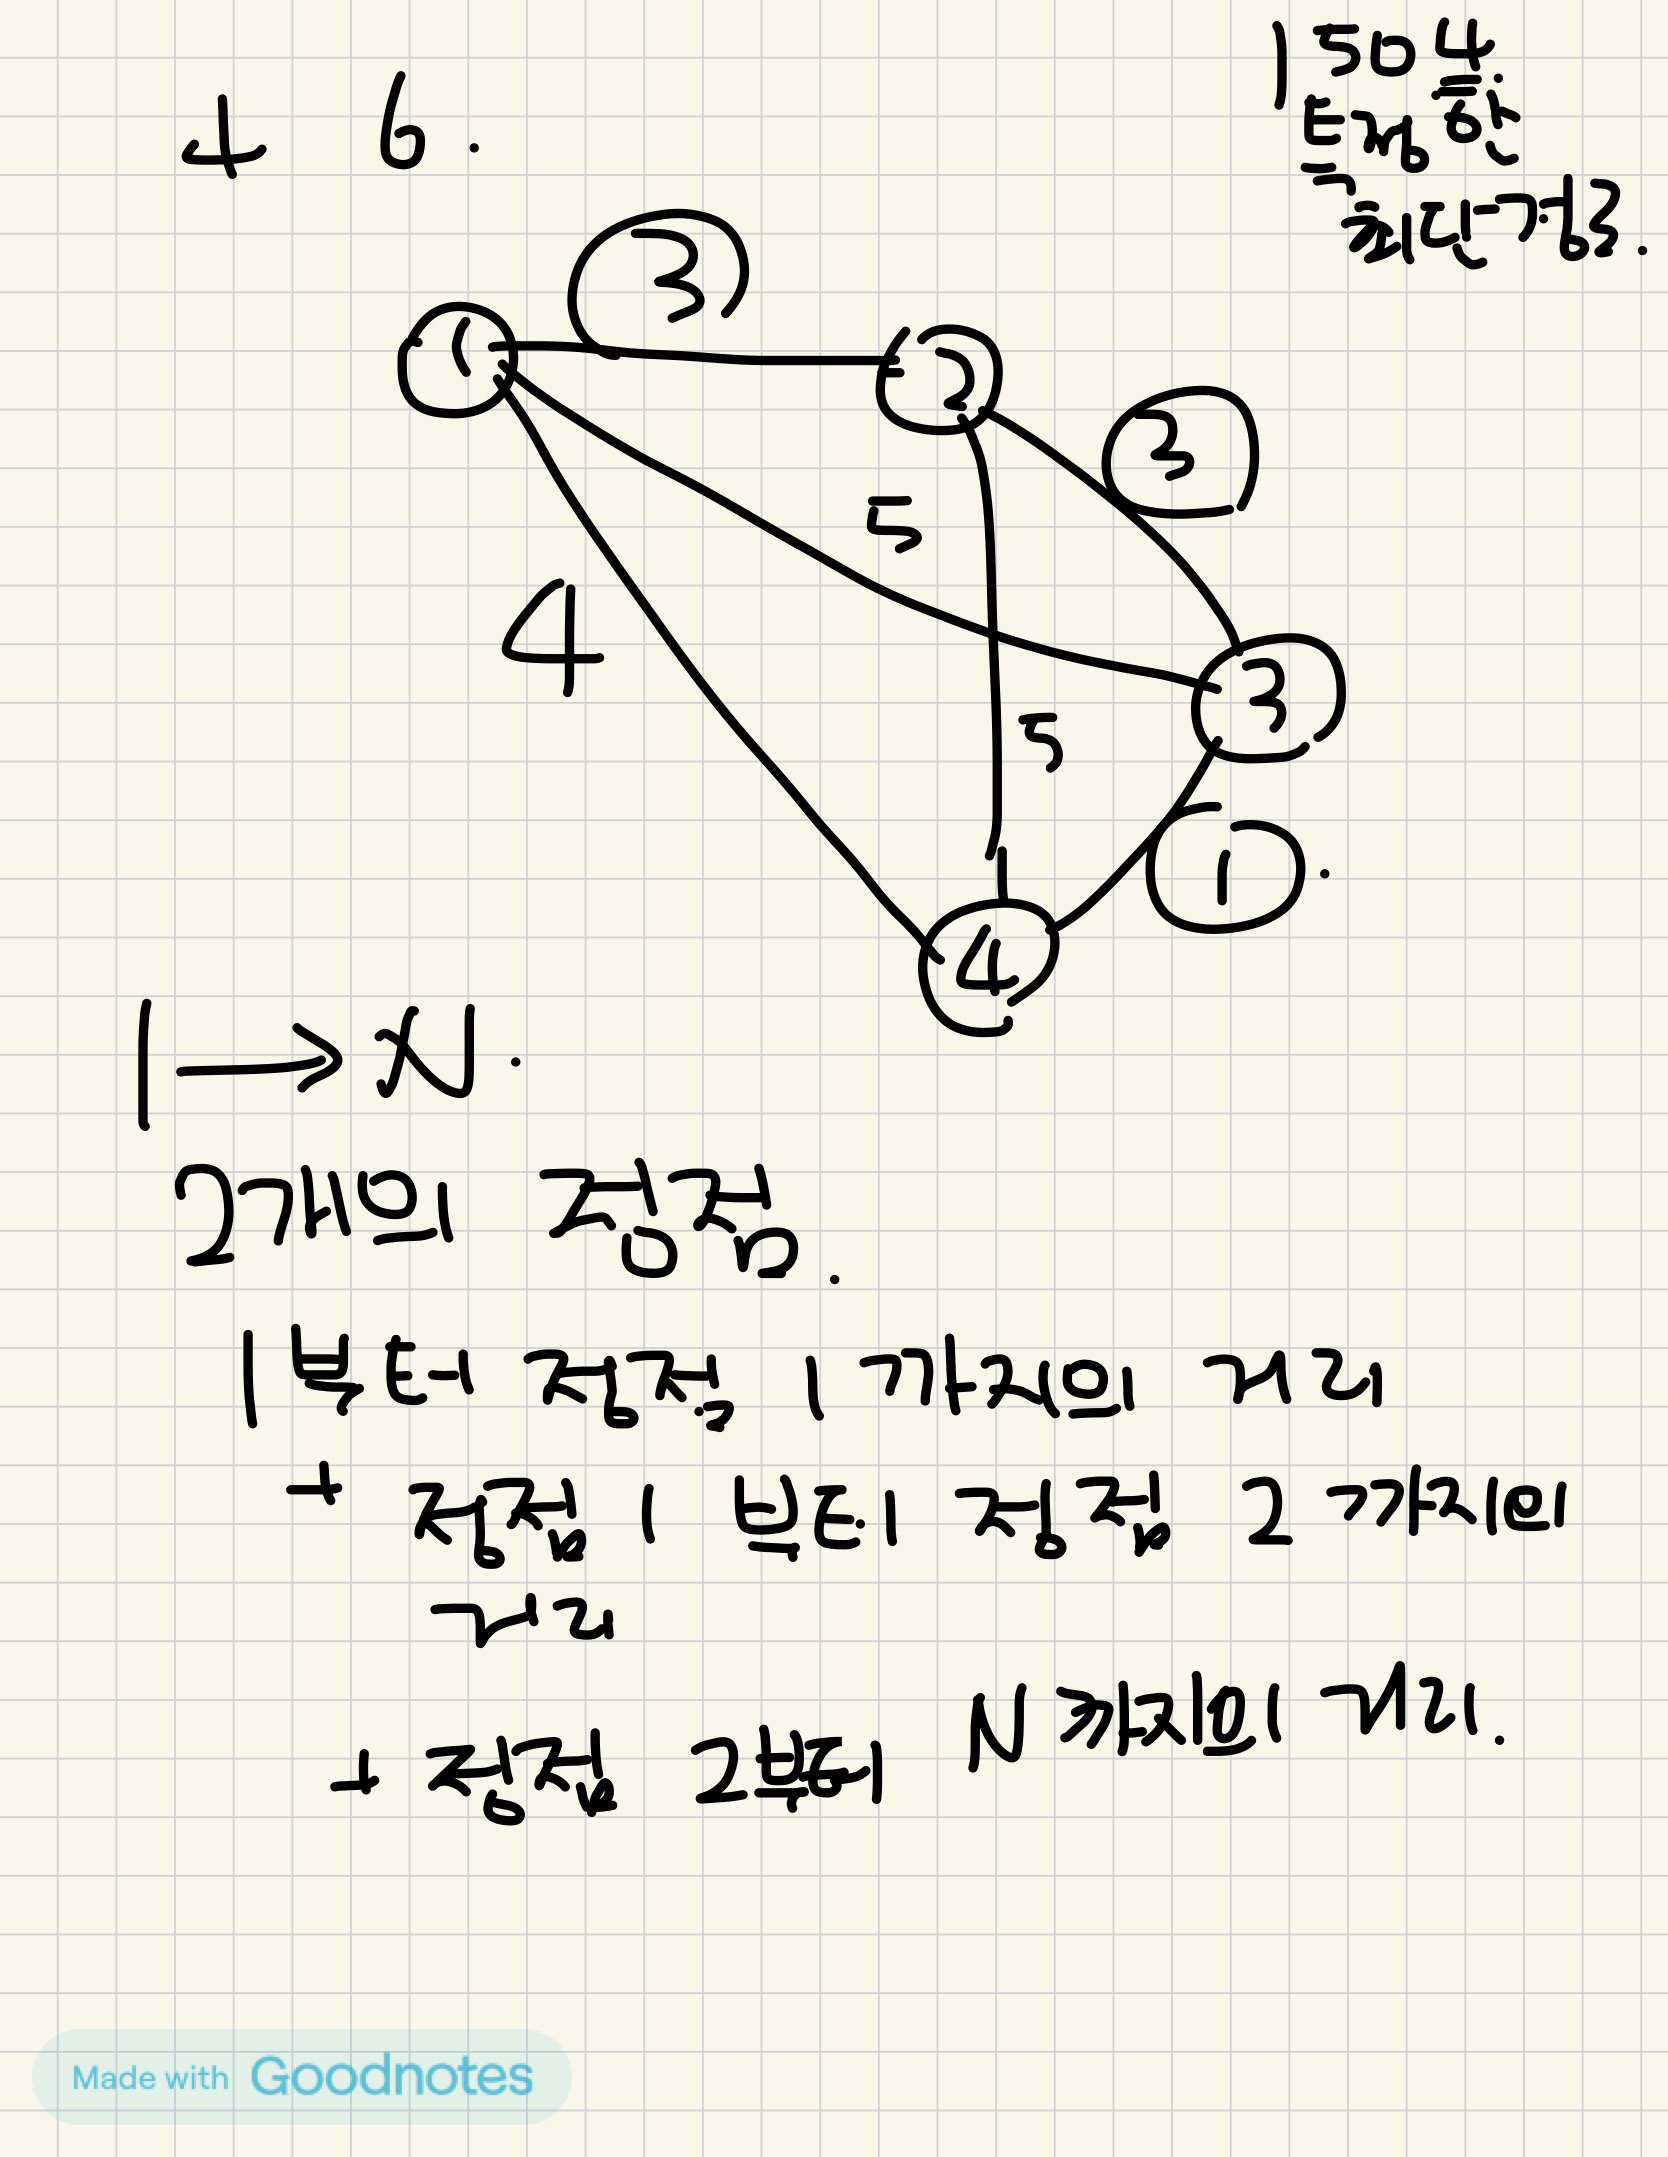 1504
특정한
최단경로.
4 6.
3
1
2
3
5
4
3
5
1.
4
1→N.
2개의 정점.
1부터 정점 1 까지의 거리
+ 정점 1 부터 정점 2 까지의
거리
+ 정점 2부터 N까지의 거리.
Made with Goodnotes